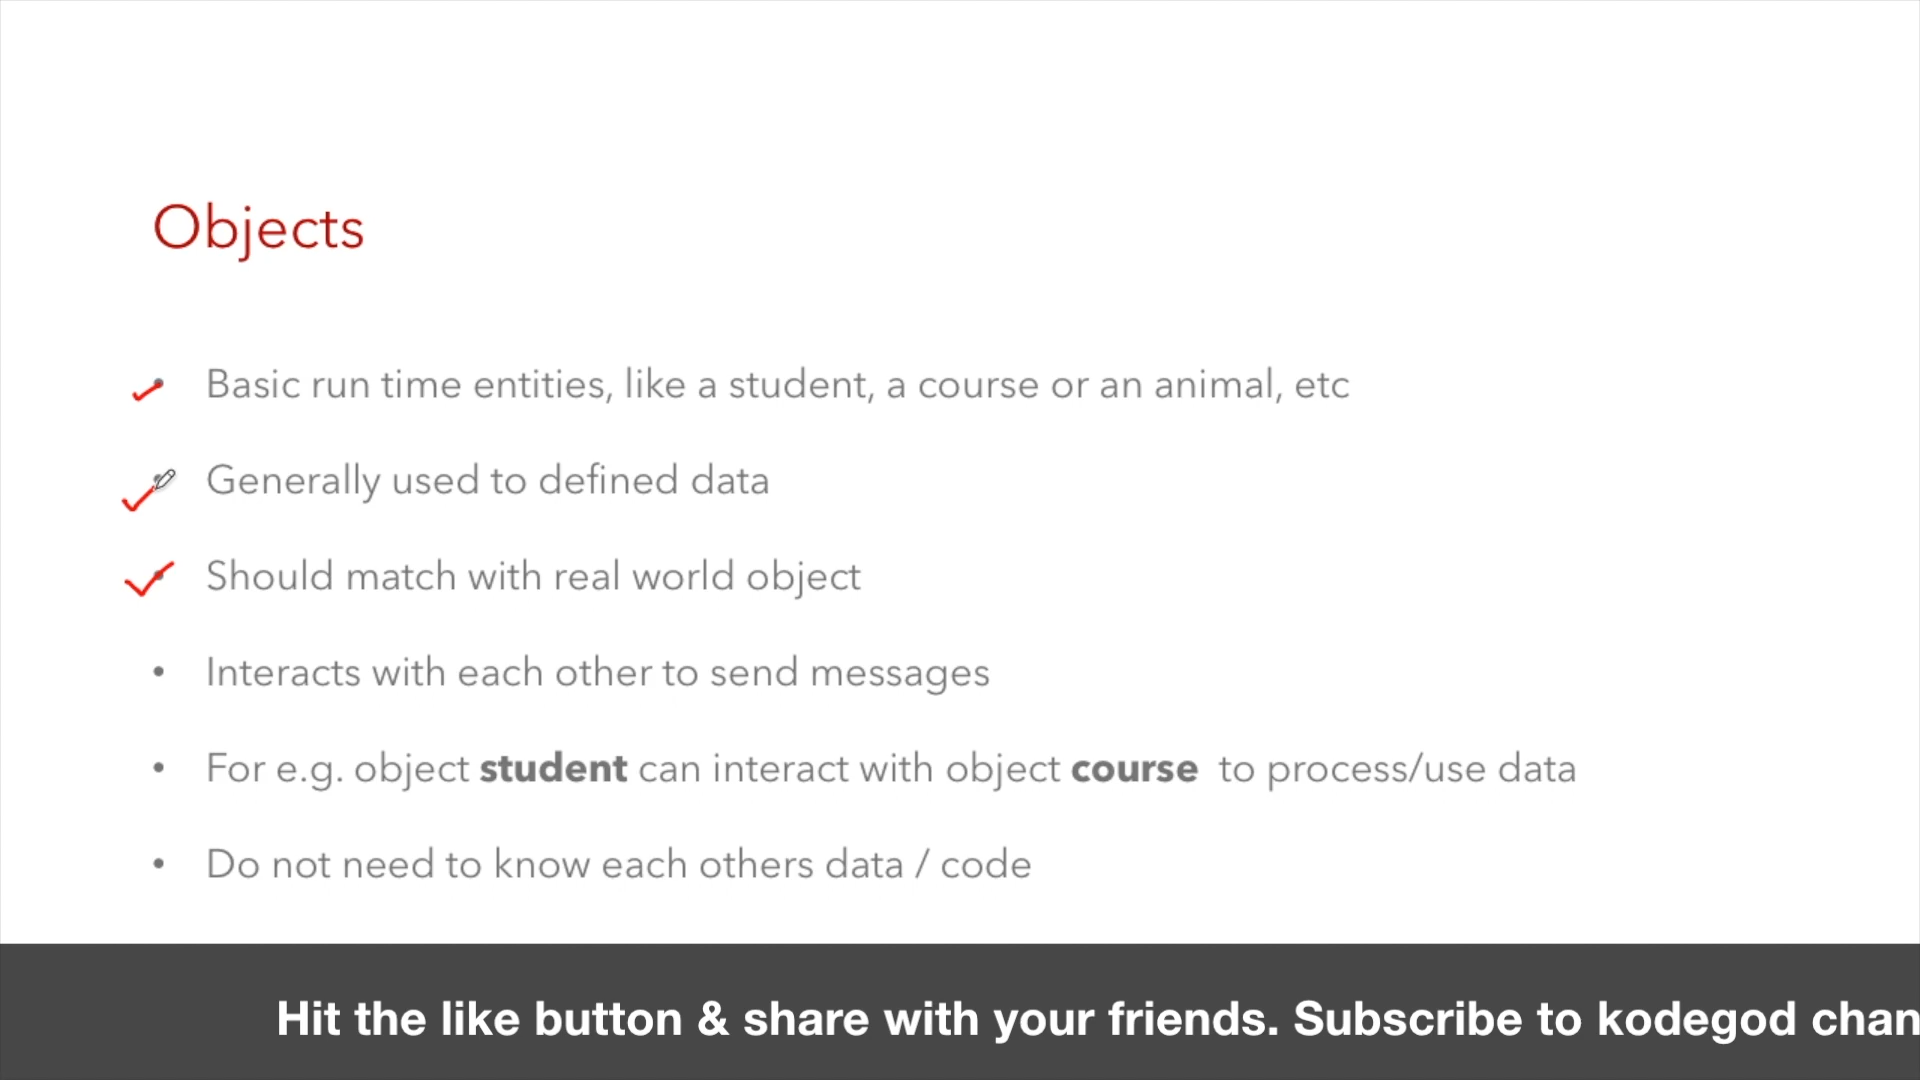 Objects
• Basic run time entities, like a student, a course or an animal, etc
• Generally used to defined data
• Should match with real world object
• Interacts with each other to send messages
• For e.g. object student can interact with object course to process/use data
• Do not need to know each others data / code
Hit the like button & share with your friends. Subscribe to kodegod chan